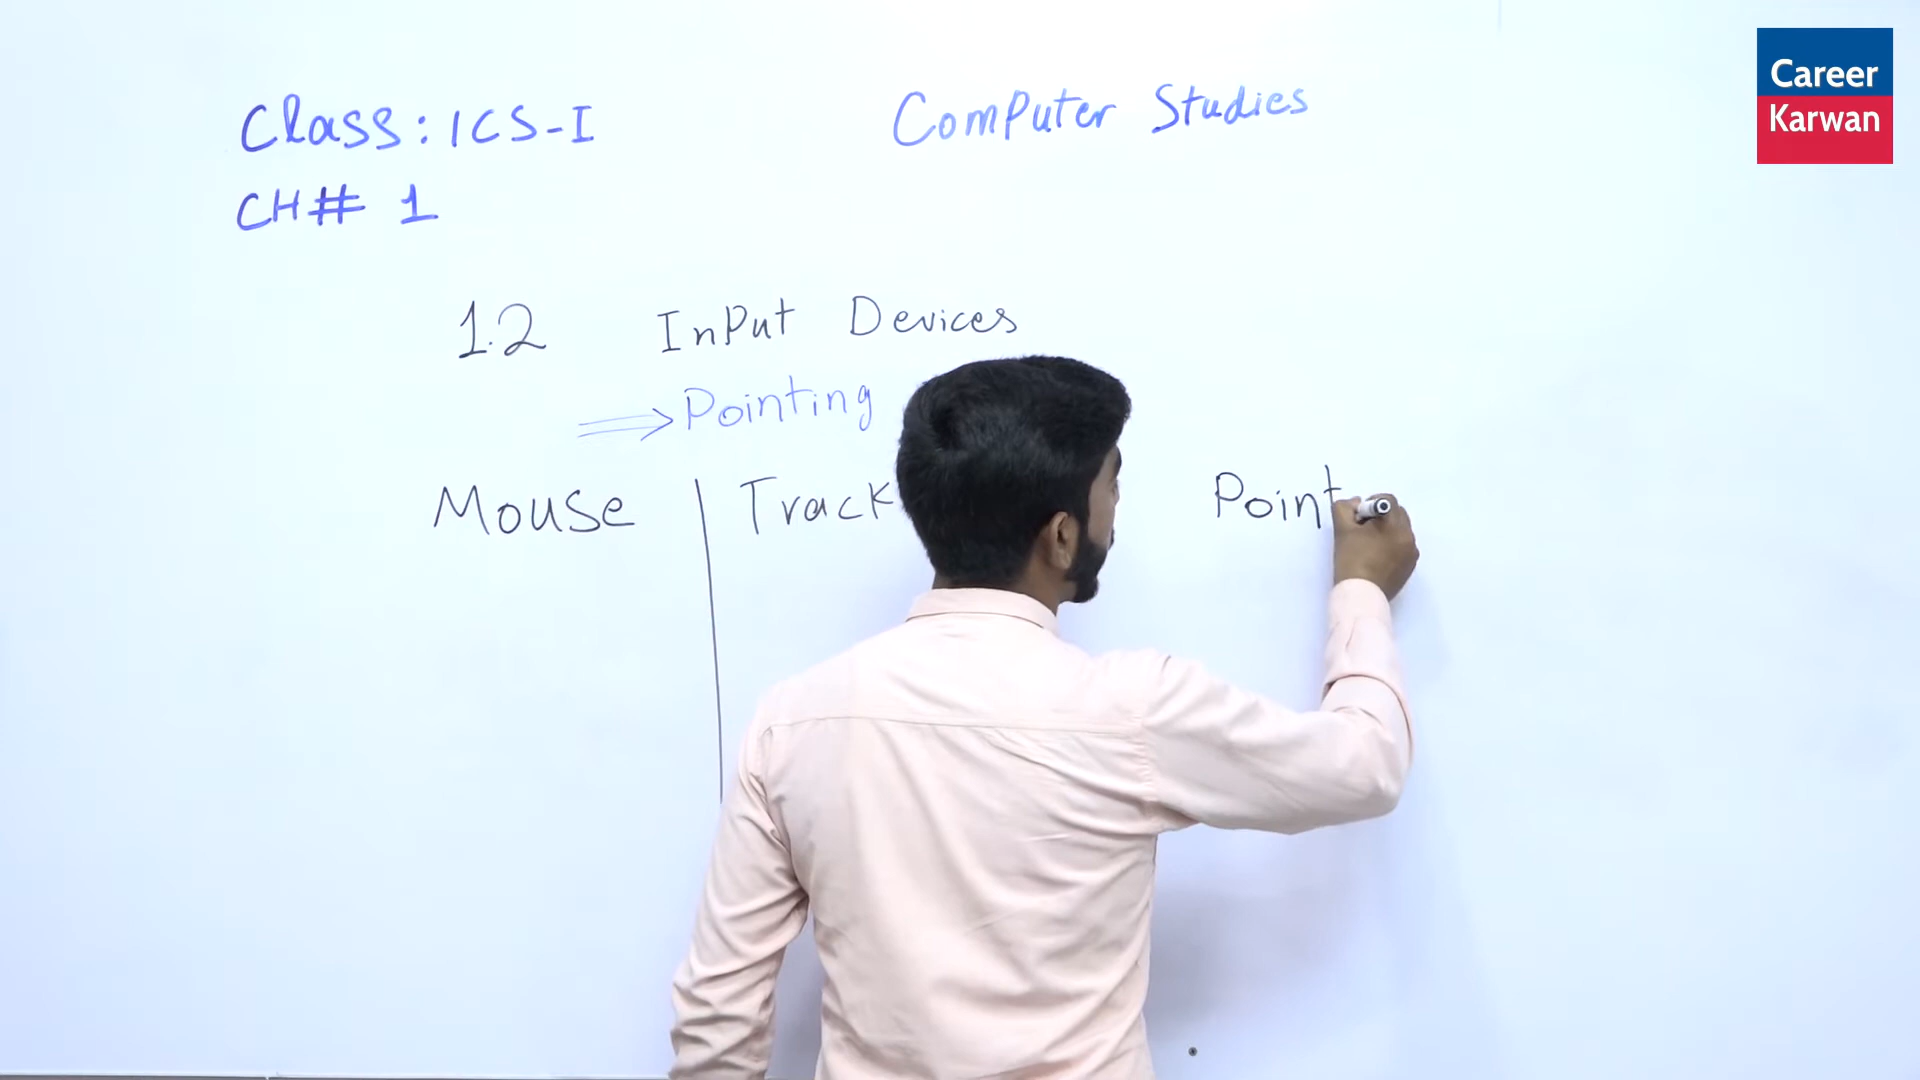 Career
Karwan
Class: ICS-I
Computer Studies
CH# 1
1.2 Input Devices
⇒ Pointing
Mouse | Track Point